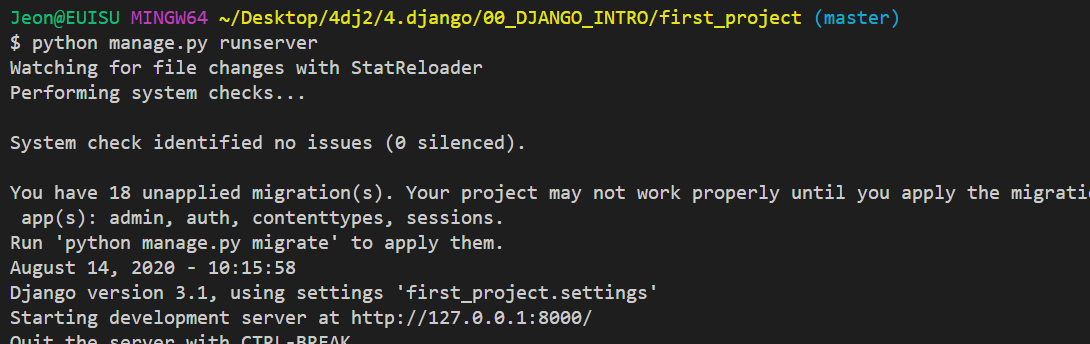 Jeon@EUISU MINGW64 ~/Desktop/4dj2/4.django/00_DJANGO_INTRO/first_project (master)
$ python manage.py runserver
Watching for file changes with StatReloader
Performing system checks...
System check identified no issues (0 silenced).
You have 18 unapplied migration(s). Your project may not work properly until you apply the migrati
app(s): admin, auth, contenttypes, sessions.
Run 'python manage.py migrate' to apply them.
August 14, 2020 - 10:15:58
Django version 3.1, using settings 'first_project.settings'
Starting development server at http://127.0.0.1:8000/
Quit the server with CTRL-BREAK